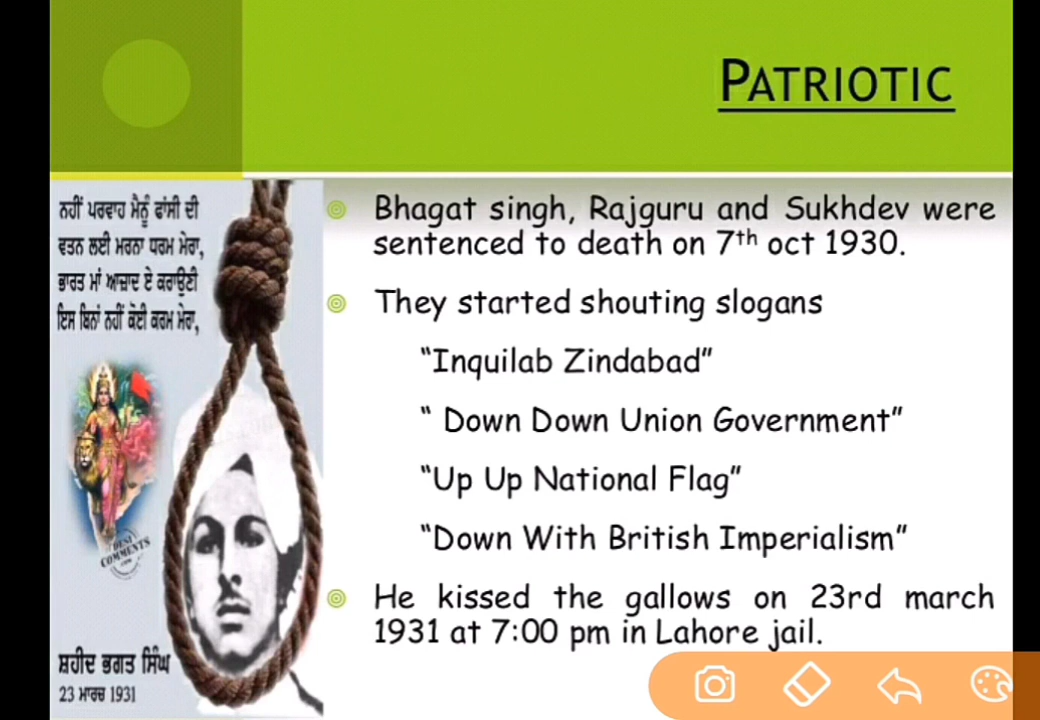 PATRIOTIC
ਨਹੀਂ ਪਰਵਾਹ ਮੈਨੂੰ ਫਾਂਸੀ ਦੀ
ਵਤਨ ਲਈ ਮਰਨਾ ਧਰਮ ਮੇਰਾ,
ਭਾਰਤ ਮਾਂ ਆਜ਼ਾਦ ਏ ਕਰਾਉਣੀ
ਇਸ ਬਿਨਾਂ ਨਹੀਂ ਕੋਈ ਕਰਮ ਮੇਰਾ,
DESI
COMMENTS
.COM
ਸ਼ਹੀਦ ਭਗਤ ਸਿੰਘ
23 ਮਾਰਚ 1931
Bhagat singh, Rajguru and Sukhdev were
sentenced to death on 7th oct 1930.
They started shouting slogans
“Inquilab Zindabad”
“ Down Down Union Government”
“Up Up National Flag”
“Down With British Imperialism”
He kissed the gallows on 23rd march
1931 at 7:00 pm in Lahore jail.